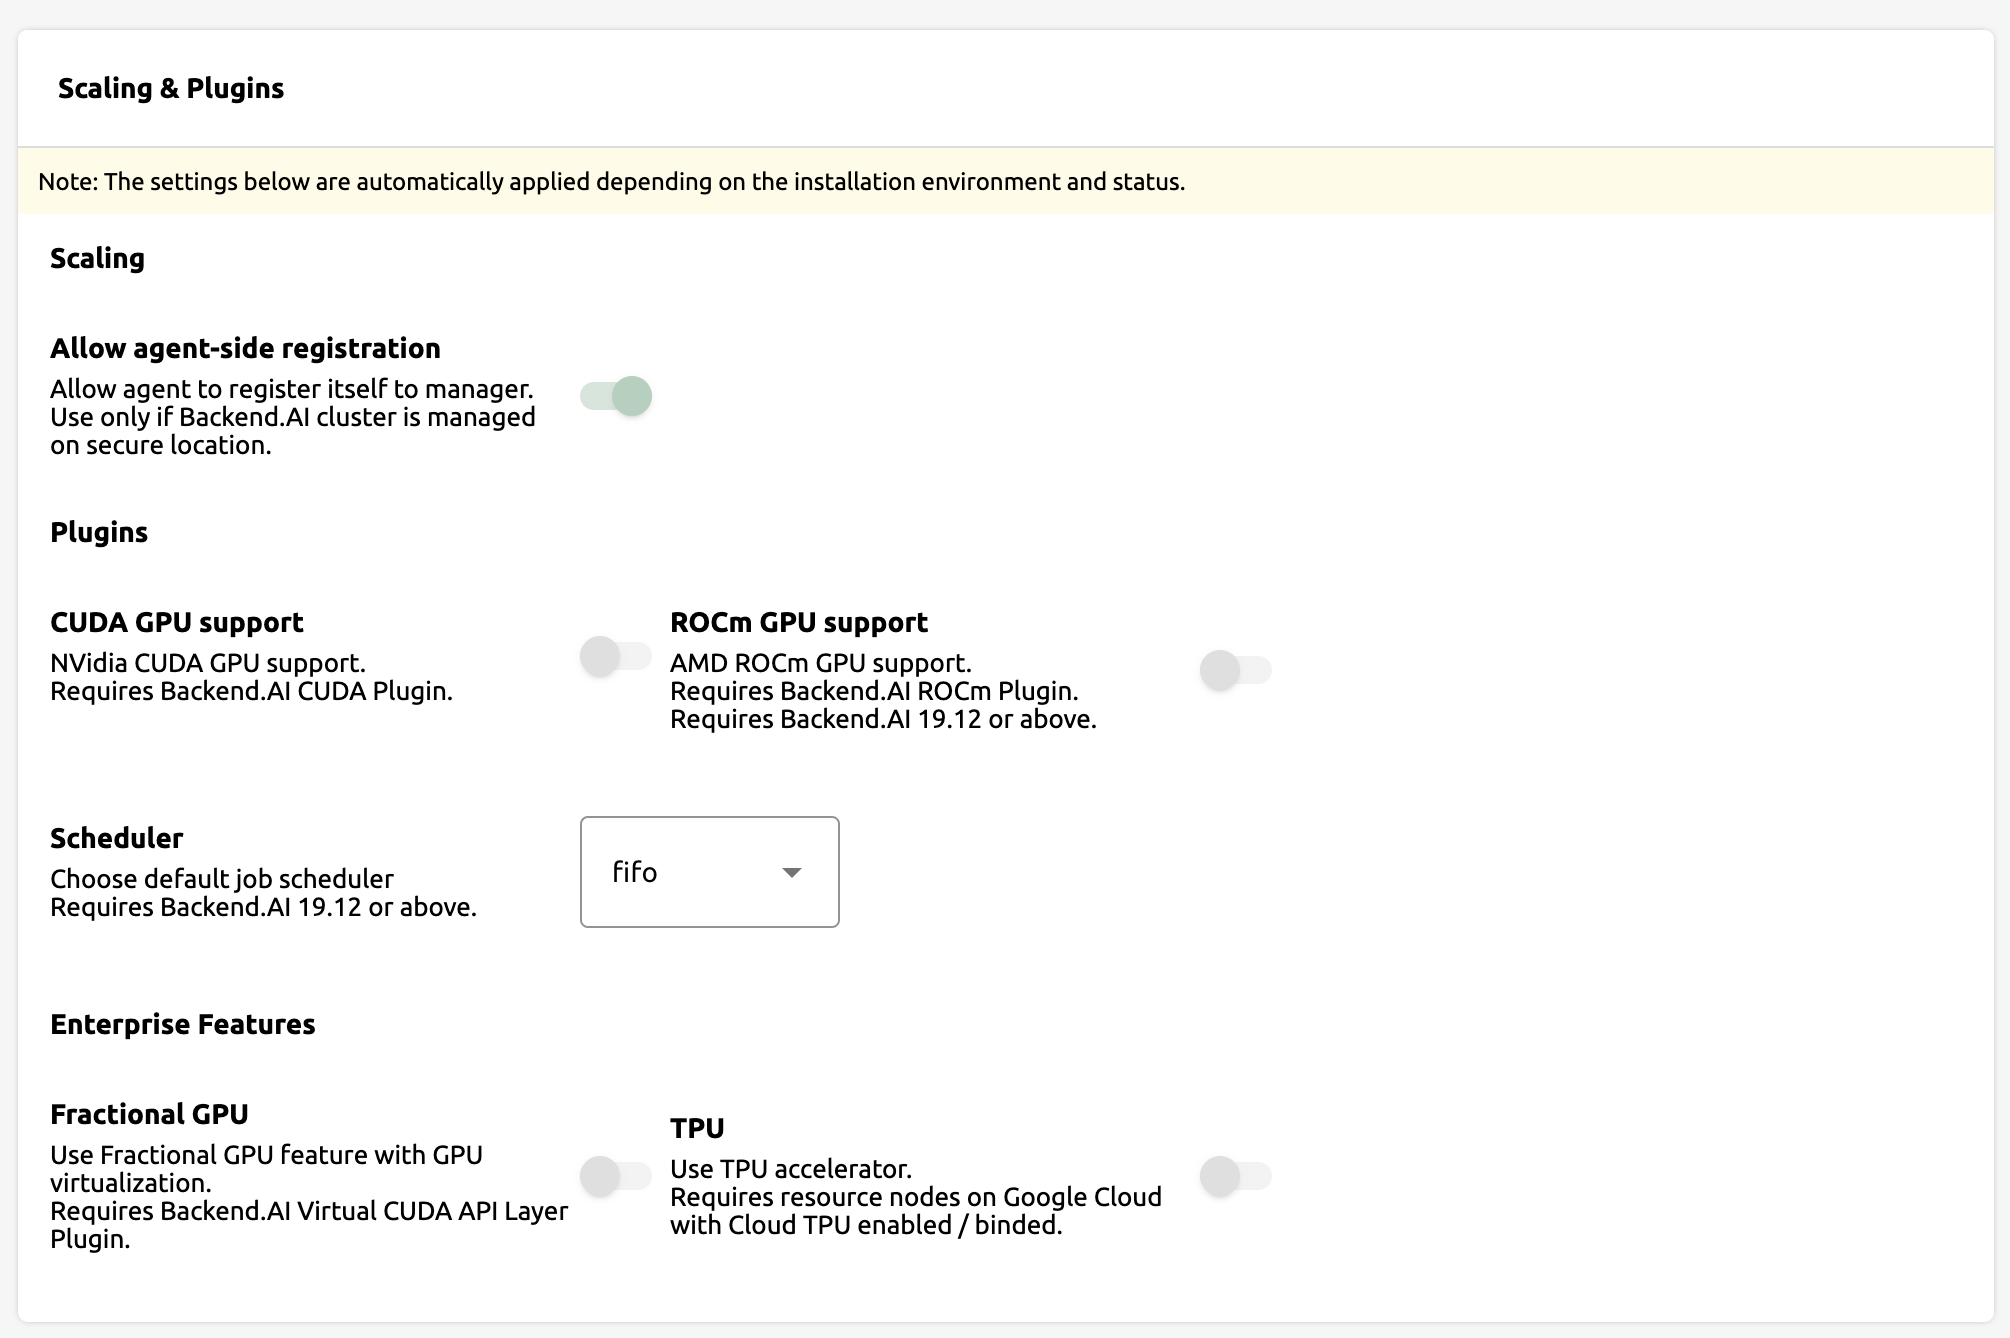 Scaling & Plugins
Note: The settings below are automatically applied depending on the installation environment and status.
Scaling
Allow agent-side registration
Allow agent to register itself to manager.
Use only if Backend.AI cluster is managed
on secure location.
Plugins
CUDA GPU support
NVidia CUDA GPU support.
Requires Backend.AI CUDA Plugin.
ROCm GPU support
AMD ROCm GPU support.
Requires Backend.AI ROCm Plugin.
Requires Backend.AI 19.12 or above.
Scheduler
Choose default job scheduler
Requires Backend.AI 19.12 or above.
fifo
Enterprise Features
Fractional GPU
Use Fractional GPU feature with GPU
virtualization.
Requires Backend.AI Virtual CUDA API Layer
Plugin.
TPU
Use TPU accelerator.
Requires resource nodes on Google Cloud
with Cloud TPU enabled / binded.